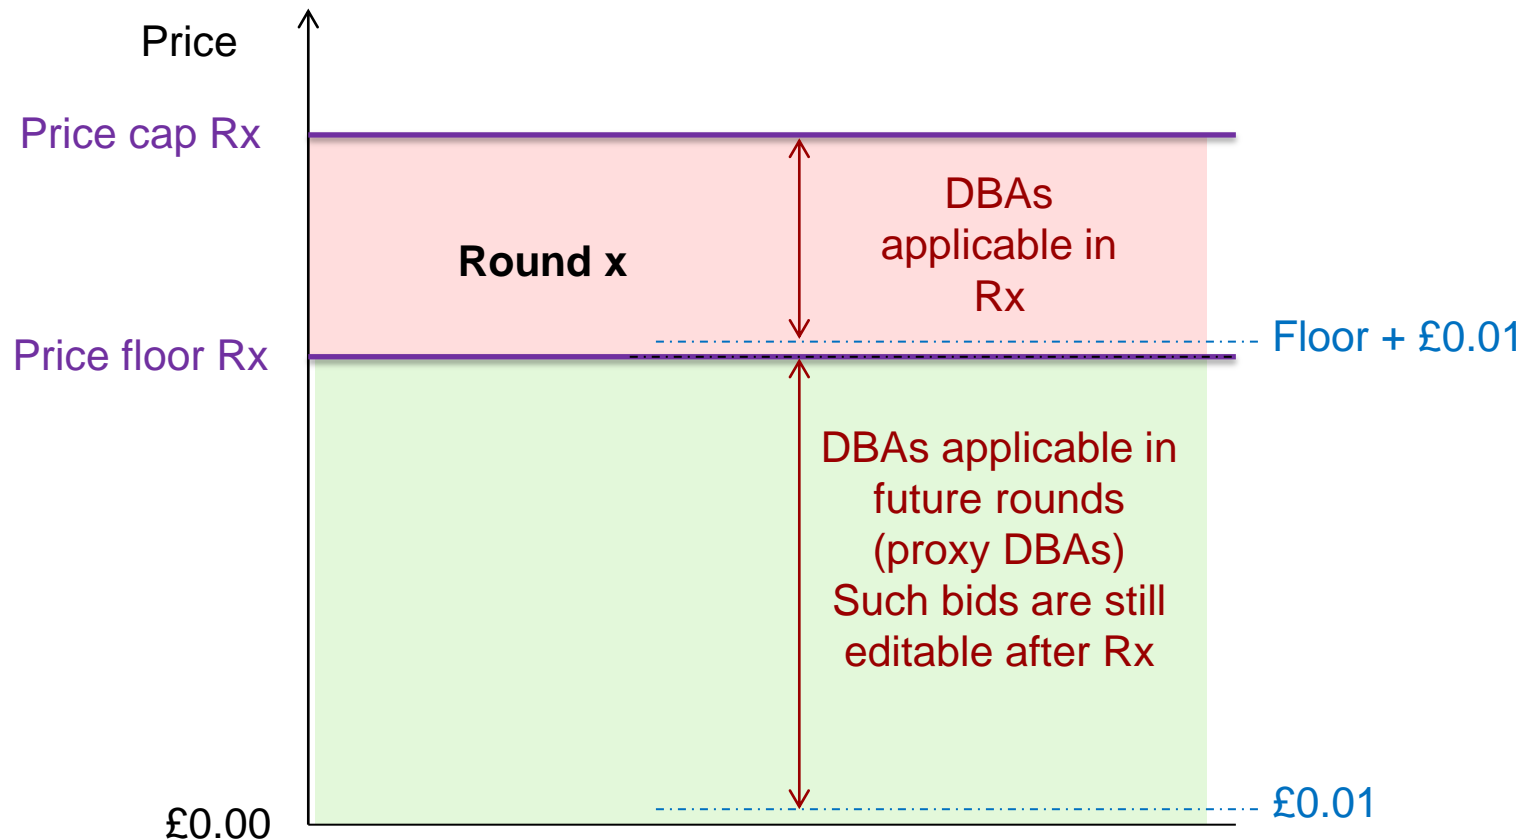 Price
Price cap Rx
DBAs
applicable in
Rx
Round x
Floor + £0.01
Price floor Rx
DBAs applicable in
future rounds
(proxy DBAs)
Such bids are still
editable after Rx
£0.01
£0.00